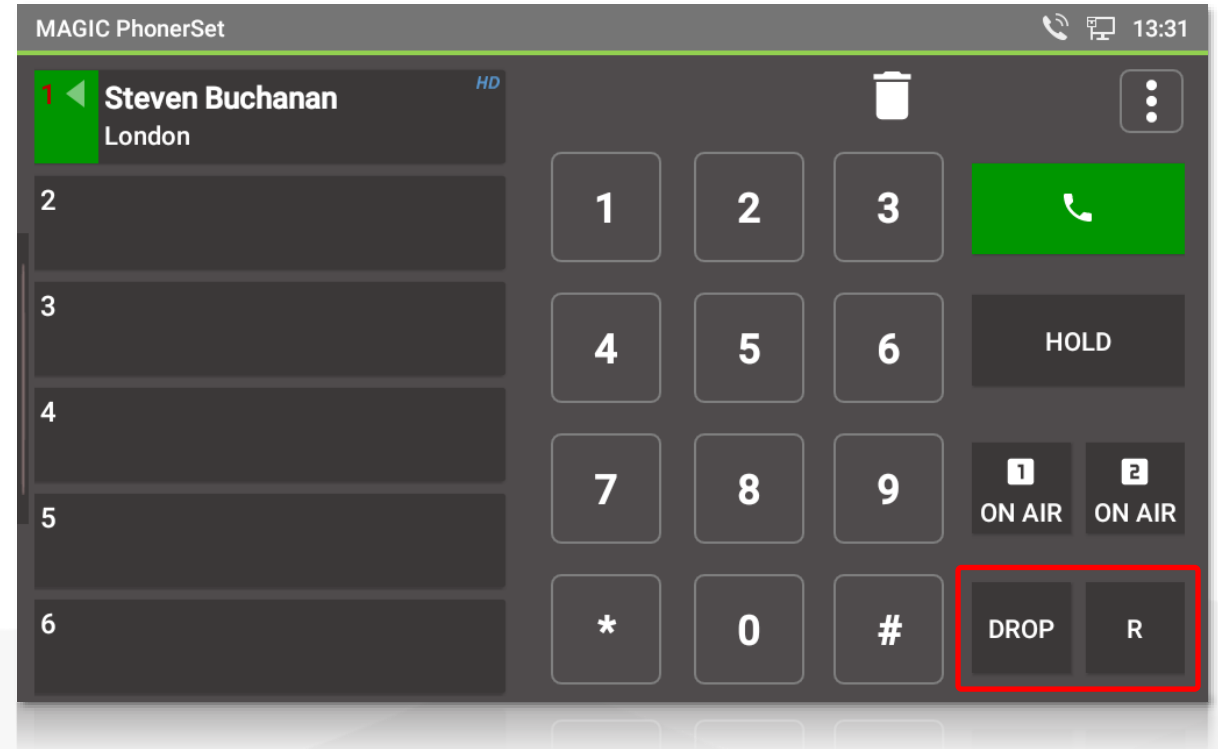 MAGIC PhonerSet
13:31
1
Steven Buchanan
HD
London
2
3
4
5
6
1 2 3
4 5 6
HOLD
7 8 9
1 2
ON AIR ON AIR
* 0 #
DROP R